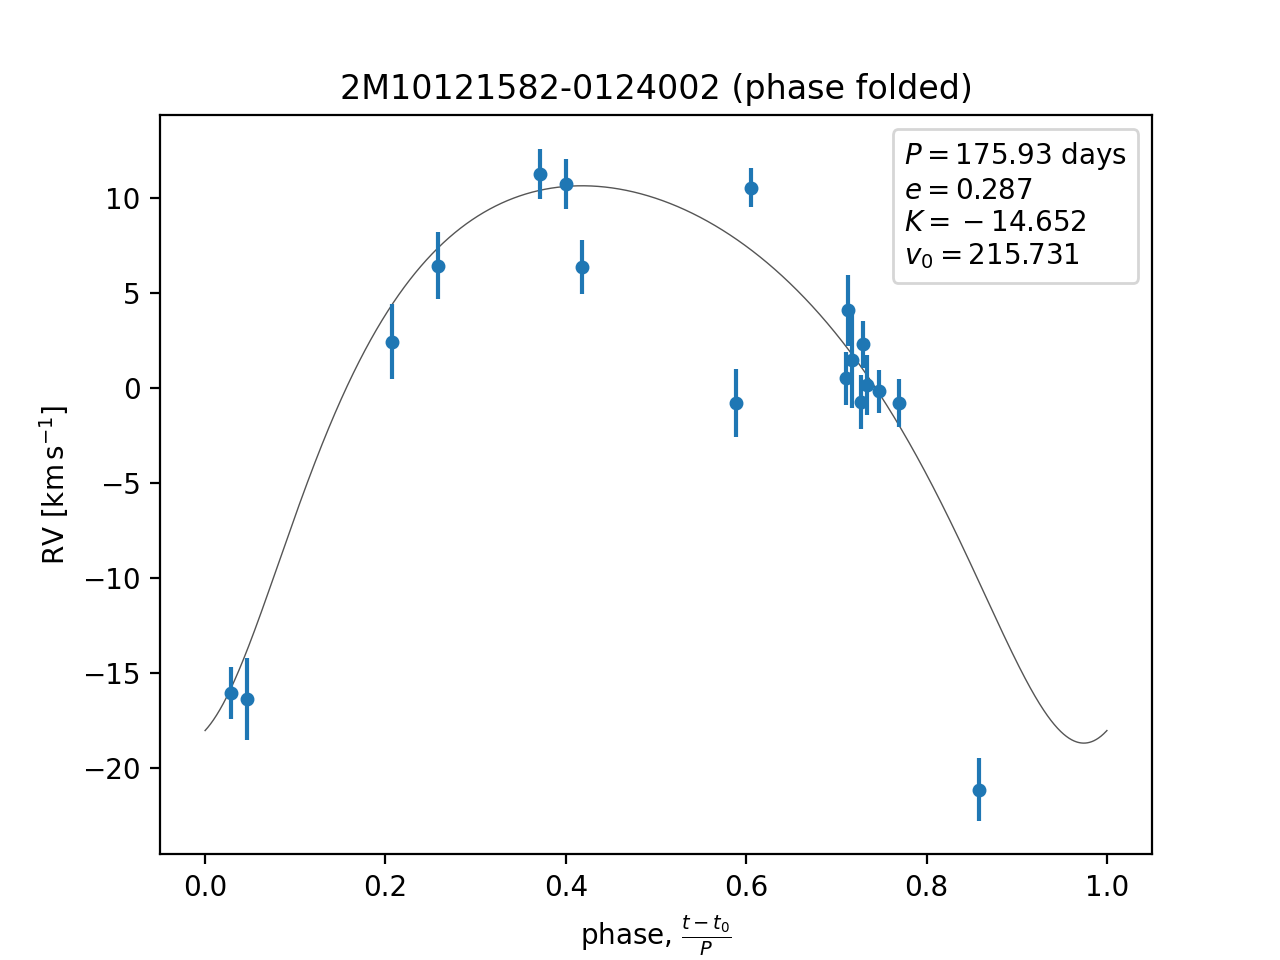 2M10121582-0124002 (phase folded)
P = 175.93 days
e = 0.287
K = −14.652
v₀ = 215.731
RV [km s⁻¹]
10
5
0
−5
−10
−15
−20
0.0 0.2 0.4 0.6 0.8 1.0
phase, (t − t₀)/P